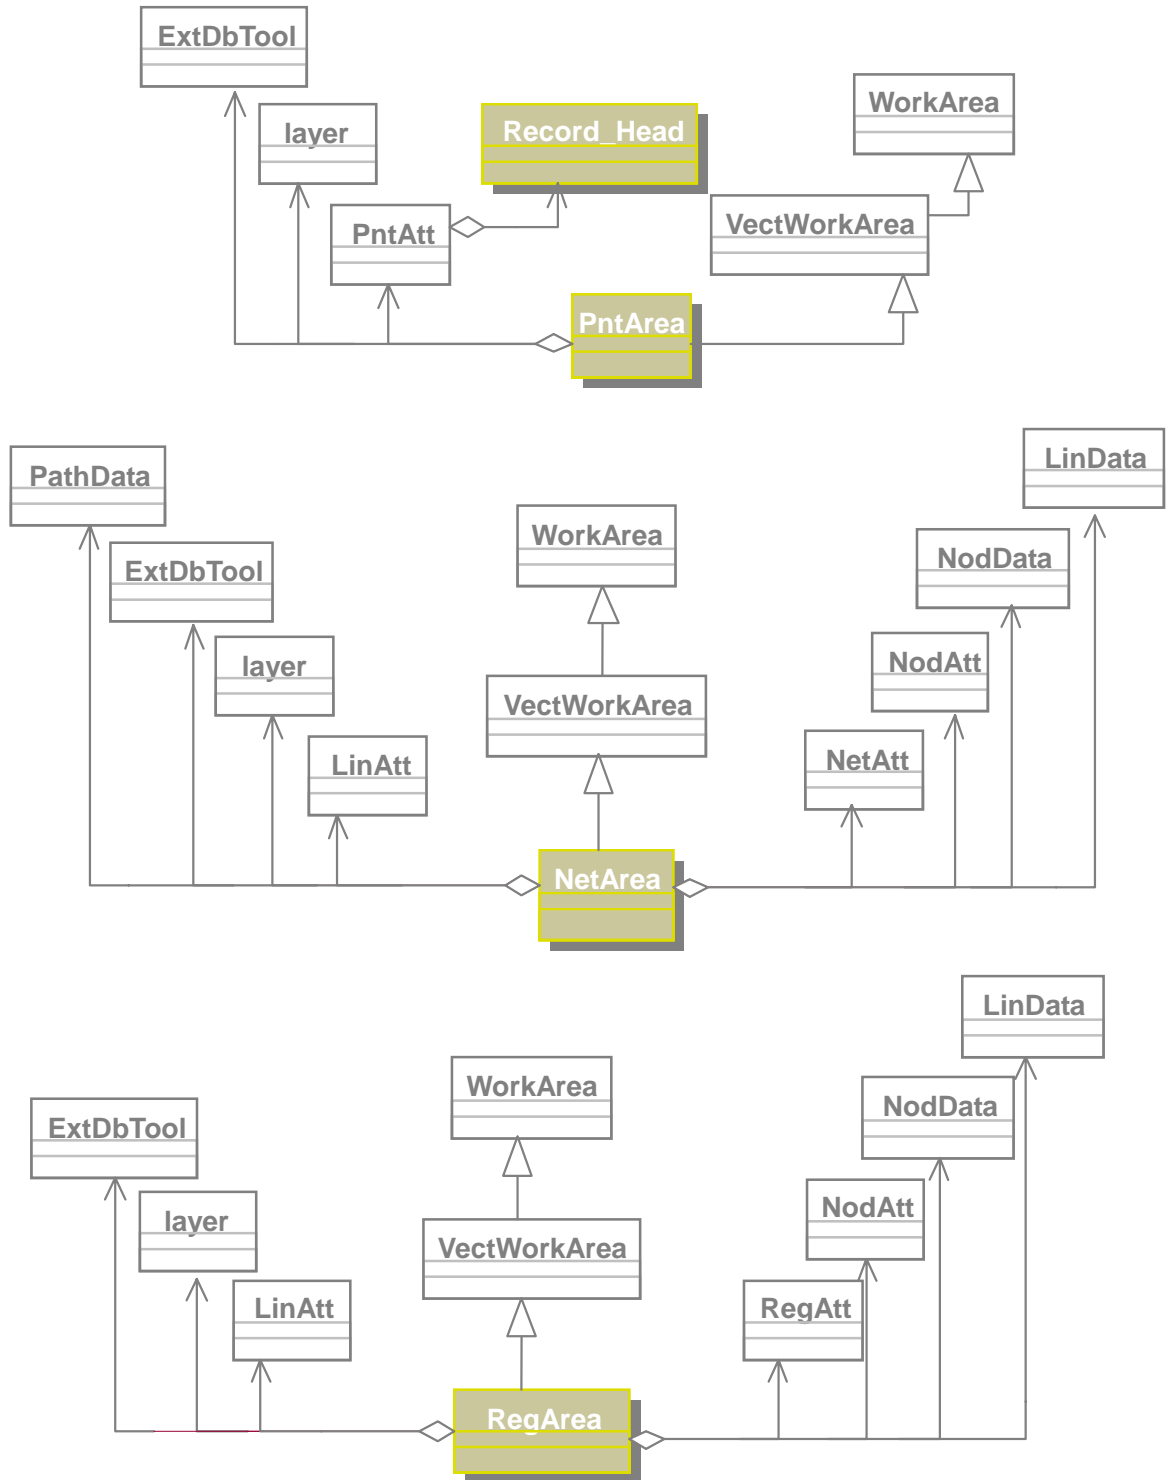 ExtDbTool
WorkArea
layer
Record_Head
PntAtt
VectWorkArea
PntArea
LinData
PathData
WorkArea
NodData
ExtDbTool
NodAtt
layer
VectWorkArea
LinAtt
NetAtt
NetArea
LinData
WorkArea
NodData
ExtDbTool
NodAtt
layer
VectWorkArea
LinAtt
RegAtt
RegArea